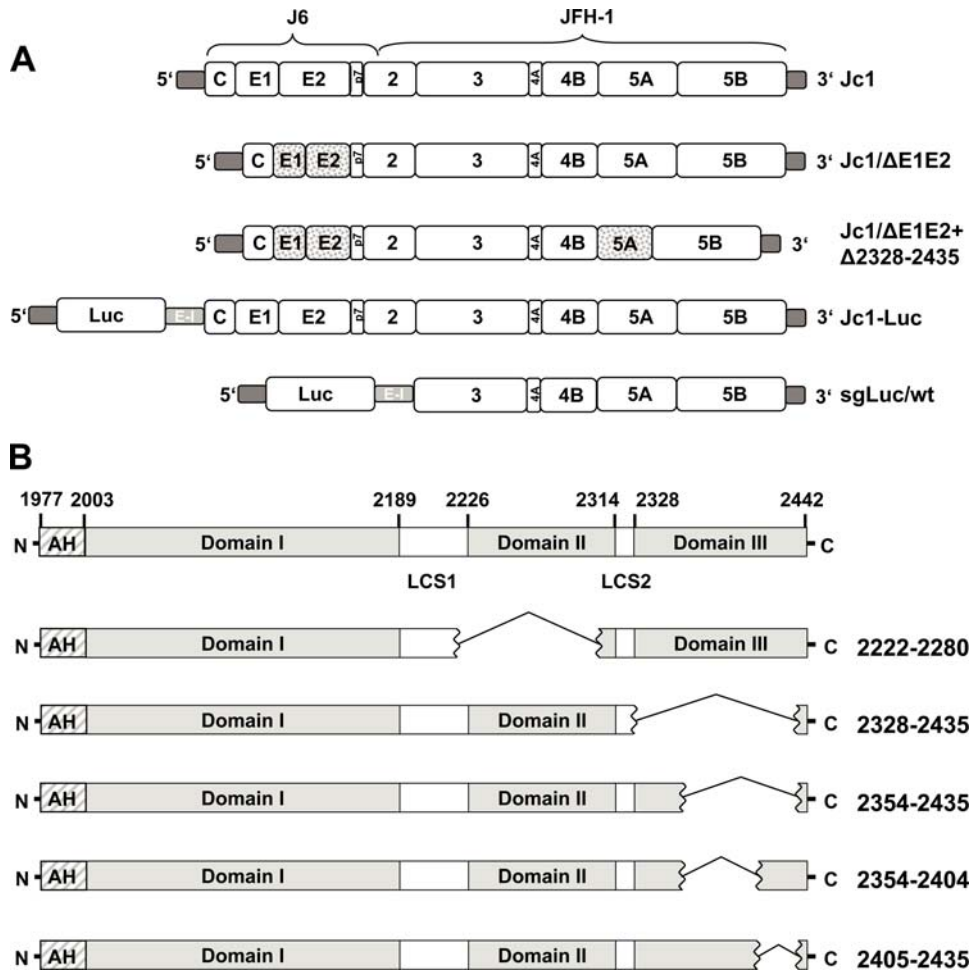 J6 JFH-1
A
5‘ C E1 E2 p7 2 3 4A 4B 5A 5B 3‘ Jc1
5‘ C E1 E2 p7 2 3 4A 4B 5A 5B 3‘ Jc1/ΔE1E2
5‘ C E1 E2 p7 2 3 4A 4B 5A 5B 3‘ Jc1/ΔE1E2+
Δ2328-2435
5‘ Luc E-I C E1 E2 p7 2 3 4A 4B 5A 5B 3‘ Jc1-Luc
5‘ Luc E-I 3 4A 4B 5A 5B 3‘ sgLuc/wt
B
1977 2003 2189 2226 2314 2328 2442
N AH Domain I Domain II Domain III C
LCS1 LCS2
N AH Domain I Domain III C 2222-2280
N AH Domain I Domain II C 2328-2435
N AH Domain I Domain II C 2354-2435
N AH Domain I Domain II C 2354-2404
N AH Domain I Domain II C 2405-2435